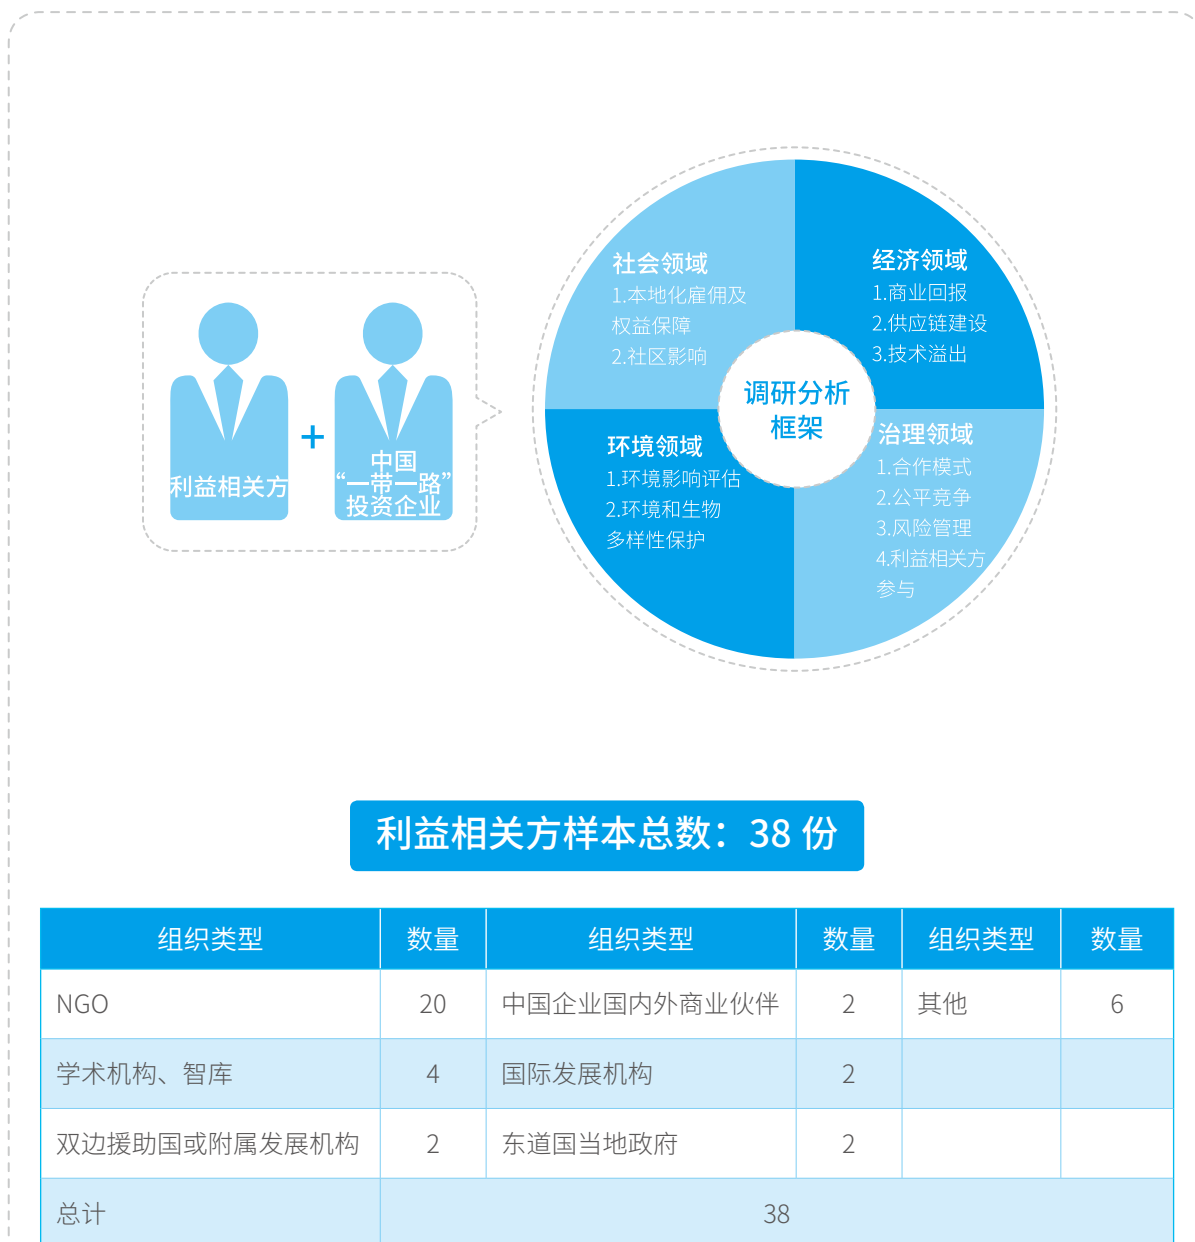 利益相关方
+
中国
“一带一路”
投资企业
社会领域
1.本地化雇佣及
权益保障
2.社区影响
经济领域
1.商业回报
2.供应链建设
3.技术溢出
调研分析
框架
环境领域
1.环境影响评估
2.环境和生物
多样性保护
治理领域
1.合作模式
2.公平竞争
3.风险管理
4.利益相关方
参与
利益相关方样本总数：38 份
组织类型 数量 组织类型 数量 组织类型 数量
NGO 20 中国企业国内外商业伙伴 2 其他 6
学术机构、智库 4 国际发展机构 2
双边援助国或附属发展机构 2 东道国当地政府 2
总计 38